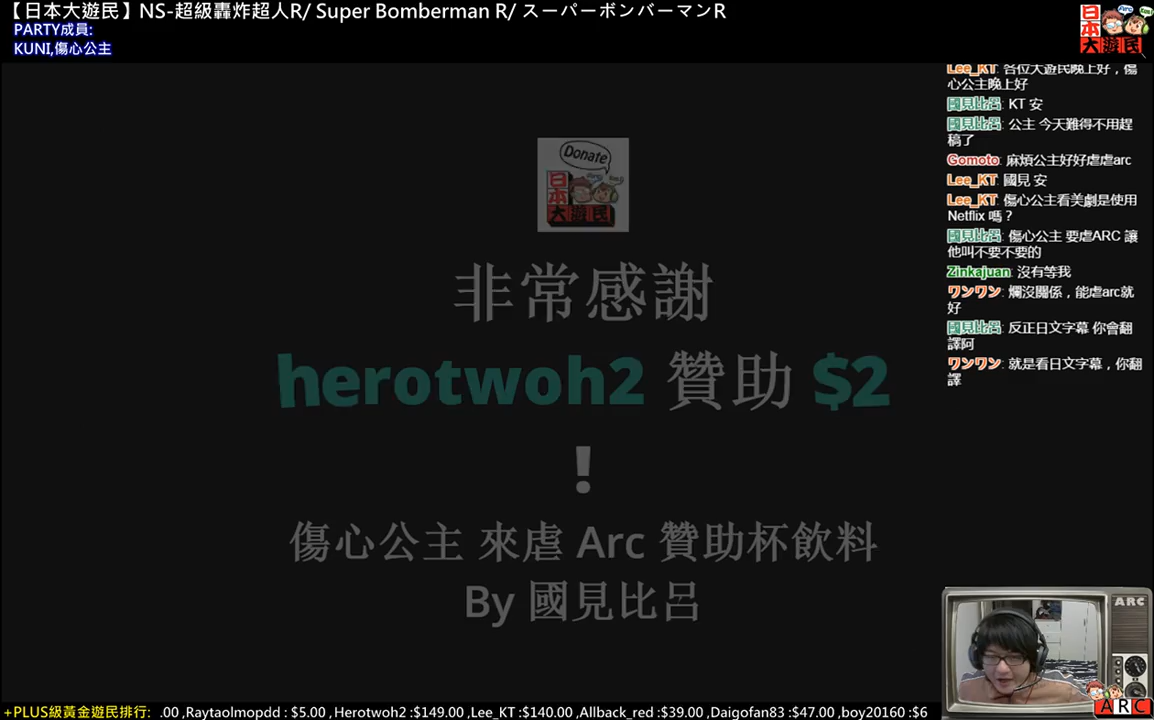 【日本大遊民】NS-超級轟炸超人R/ Super Bomberman R/ スーパーボンバーマンR
PARTY成員:
KUNI,傷心公主
日本大遊民
Lee_KT: 各位大遊民晚上好，傷
心公主晚上好
國見比呂: KT 安
國見比呂: 公主 今天難得不用趕
稿了
Gomoto: 麻煩公主好好虐虐arc
Lee_KT: 國見 安
Lee_KT: 傷心公主看美劇是使用
Netflix 嗎？
國見比呂: 傷心公主 要虐ARC 讓
他叫不要不要的
Zinkajuan: 沒有等我
ワンワン: 爛沒關係，能虐arc就
好
國見比呂: 反正日文字幕 你會翻
譯阿
ワンワン: 就是看日文字幕，你翻
譯
Donate
日本大遊民
非常感謝
herotwoh2 贊助 $2
!
傷心公主 來虐 Arc 贊助杯飲料
By 國見比呂
ARC
ARC
+PLUS級黃金遊民排行: .00 ,Raytaolmopdd : $5.00 ,Herotwoh2 :$149.00 ,Lee_KT :$140.00 ,Allback_red :$39.00 ,Daigofan83 :$47.00 ,boy20160 :$6